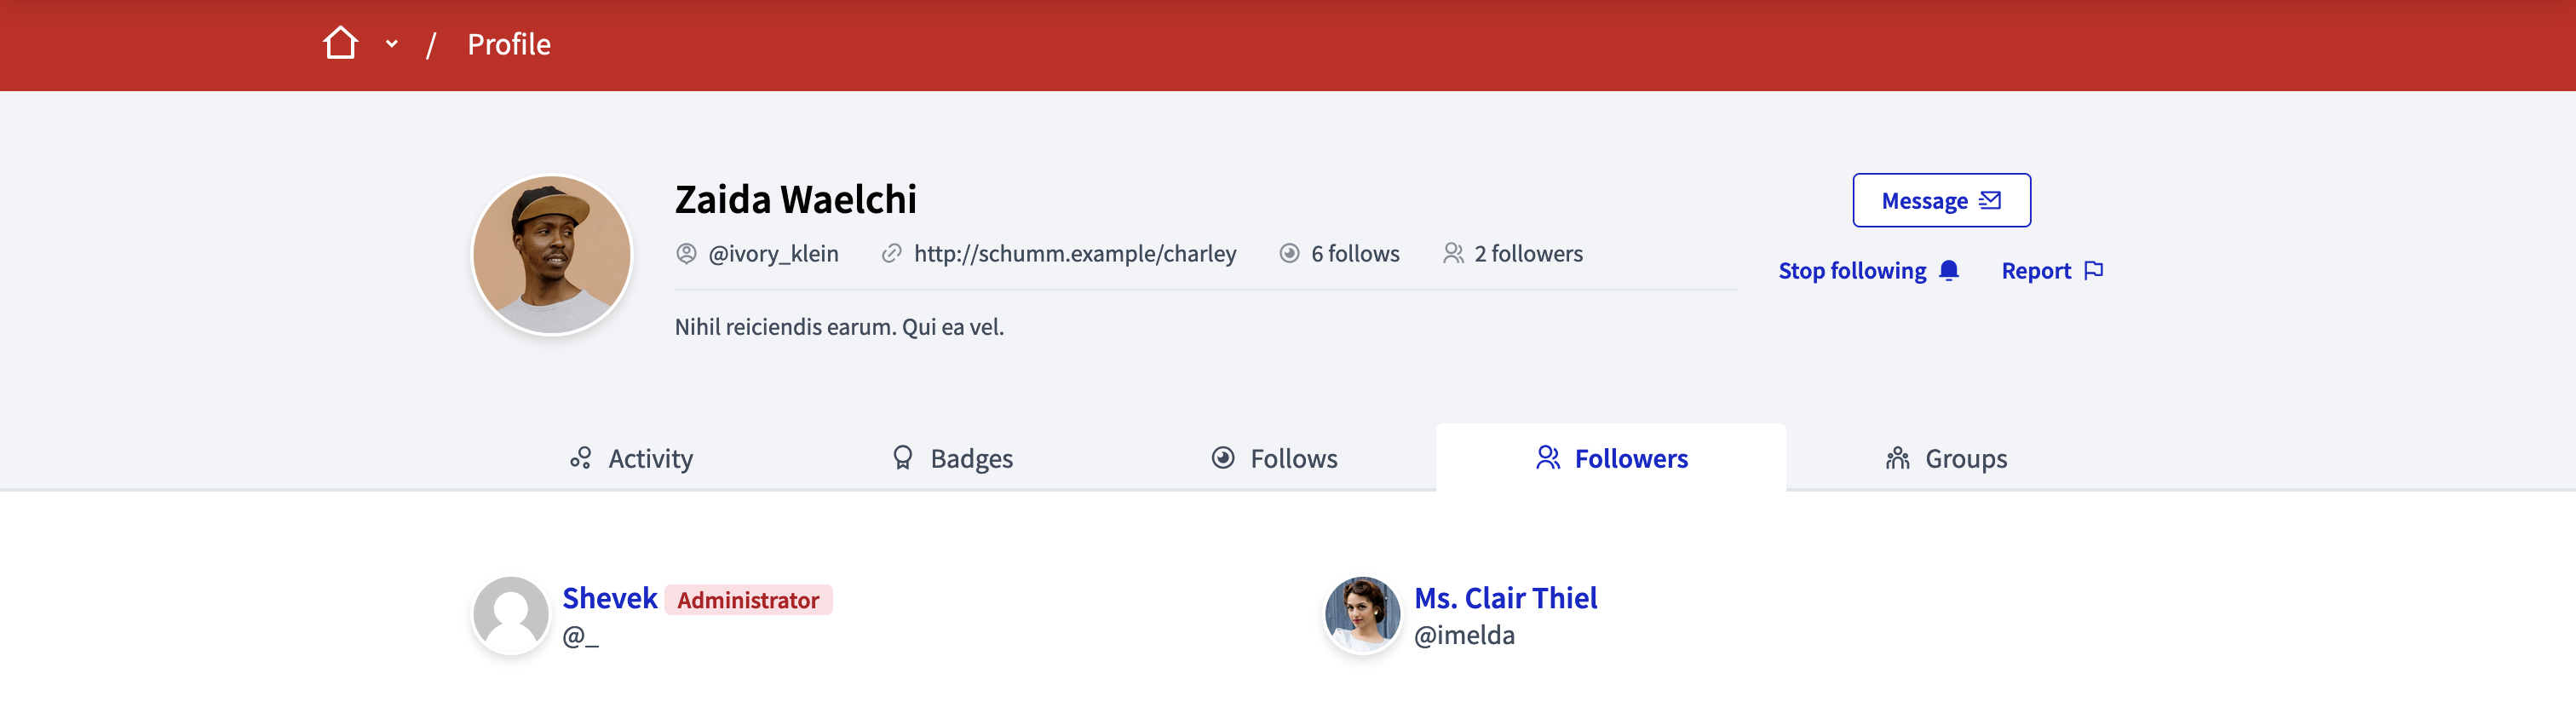 / Profile
Zaida Waelchi
@ivory_klein http://schumm.example/charley 6 follows 2 followers
Nihil reiciendis earum. Qui ea vel.
Message
Stop following Report
Activity Badges Follows Followers Groups
Shevek Administrator
@_
Ms. Clair Thiel
@imelda